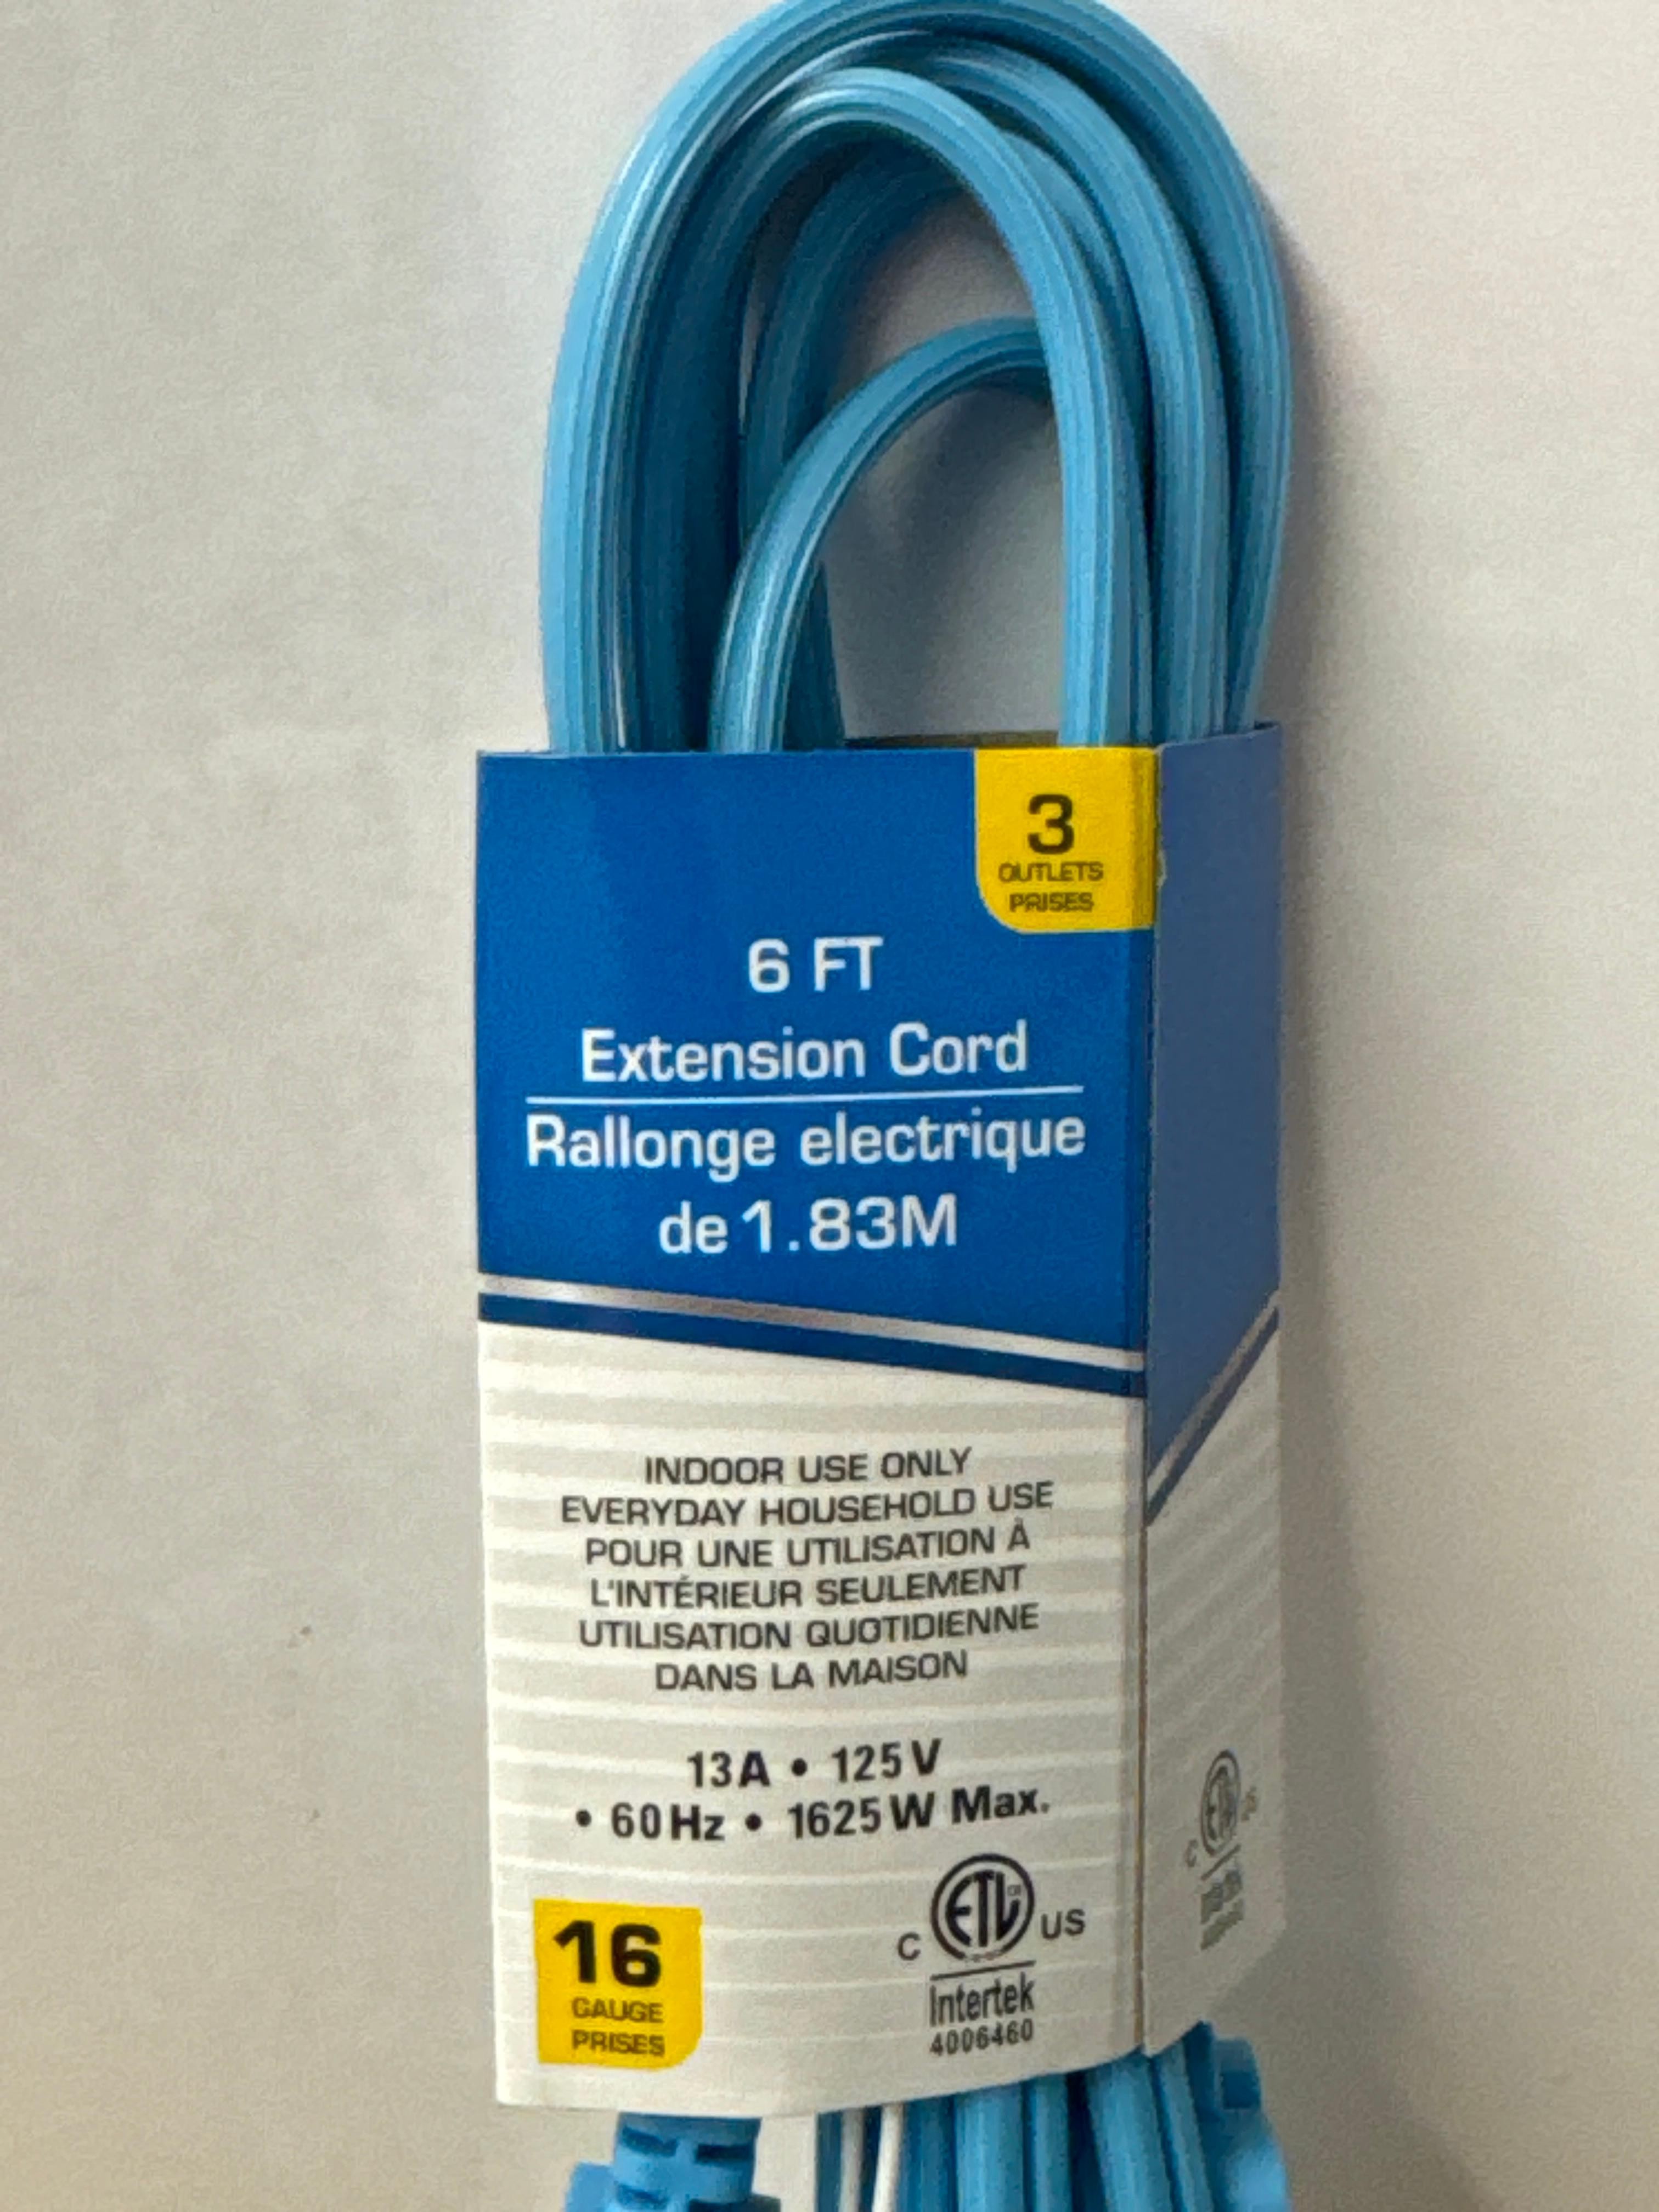 3
OUTLETS
PRISES
6 FT
Extension Cord
Rallonge electrique
de 1.83M
INDOOR USE ONLY
EVERYDAY HOUSEHOLD USE
POUR UNE UTILISATION À
L'INTÉRIEUR SEULEMENT
UTILISATION QUOTIDIENNE
DANS LA MAISON
13A • 125V
• 60Hz • 1625W Max.
16
GAUGE
PRISES
C ETL US
Intertek
4006460
C ETL US